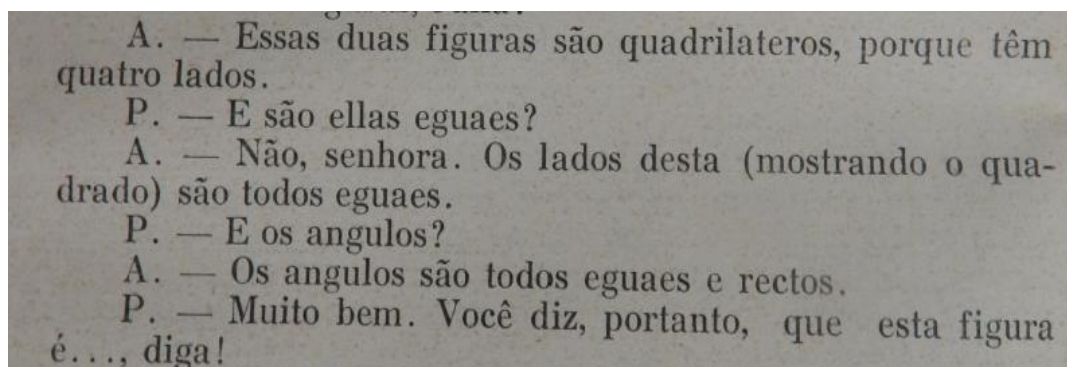 A. — Essas duas figuras são quadrilateros, porque têm
quatro lados.
P. — E são ellas eguaes?
A. — Não, senhora. Os lados desta (mostrando o qua-
drado) são todos eguaes.
P. — E os angulos?
A. — Os angulos são todos eguaes e rectos.
P. — Muito bem. Você diz, portanto, que esta figura
é..., diga!